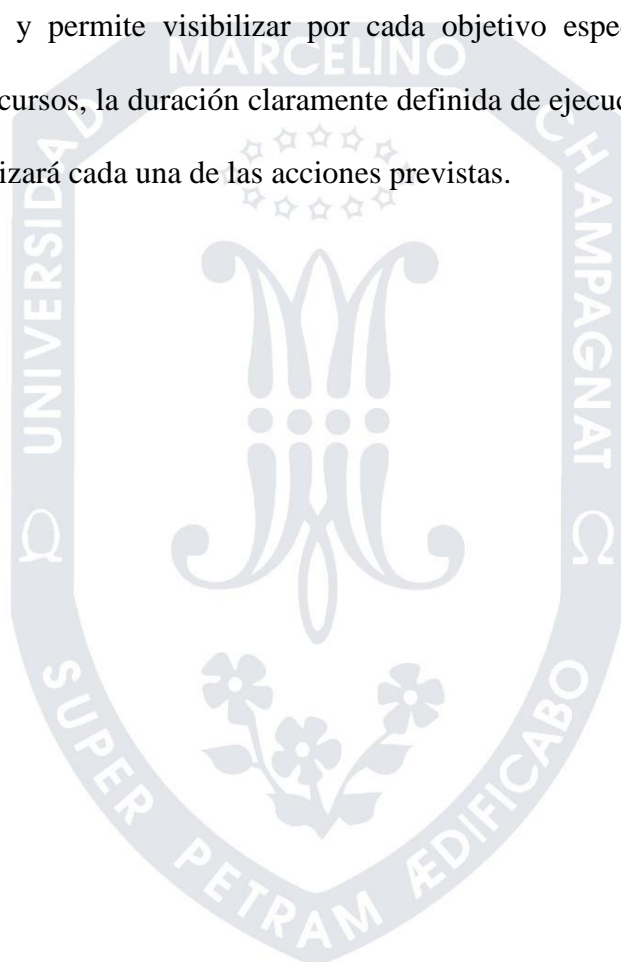 y permite visibilizar por cada objetivo espe
cursos, la duración claramente definida de ejecuc
izará cada una de las acciones previstas.
UNIVERSIDAD
MARCELINO
CHAMPAGNAT
SUPER PETRAM ÆDIFICABO